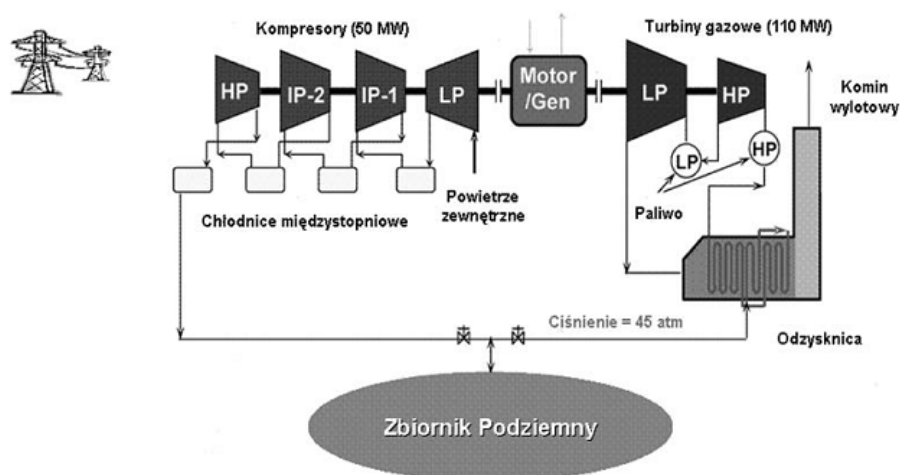 Kompresory (50 MW)
Turbiny gazowe (110 MW)
HP
IP-2
IP-1
LP
Motor
/Gen
LP
HP
Komin
wylotowy
LP
HP
Powietrze
zewnętrzne
Paliwo
Chłodnice międzystopniowe
Ciśnienie = 45 atm
Odzysknica
Zbiornik Podziemny